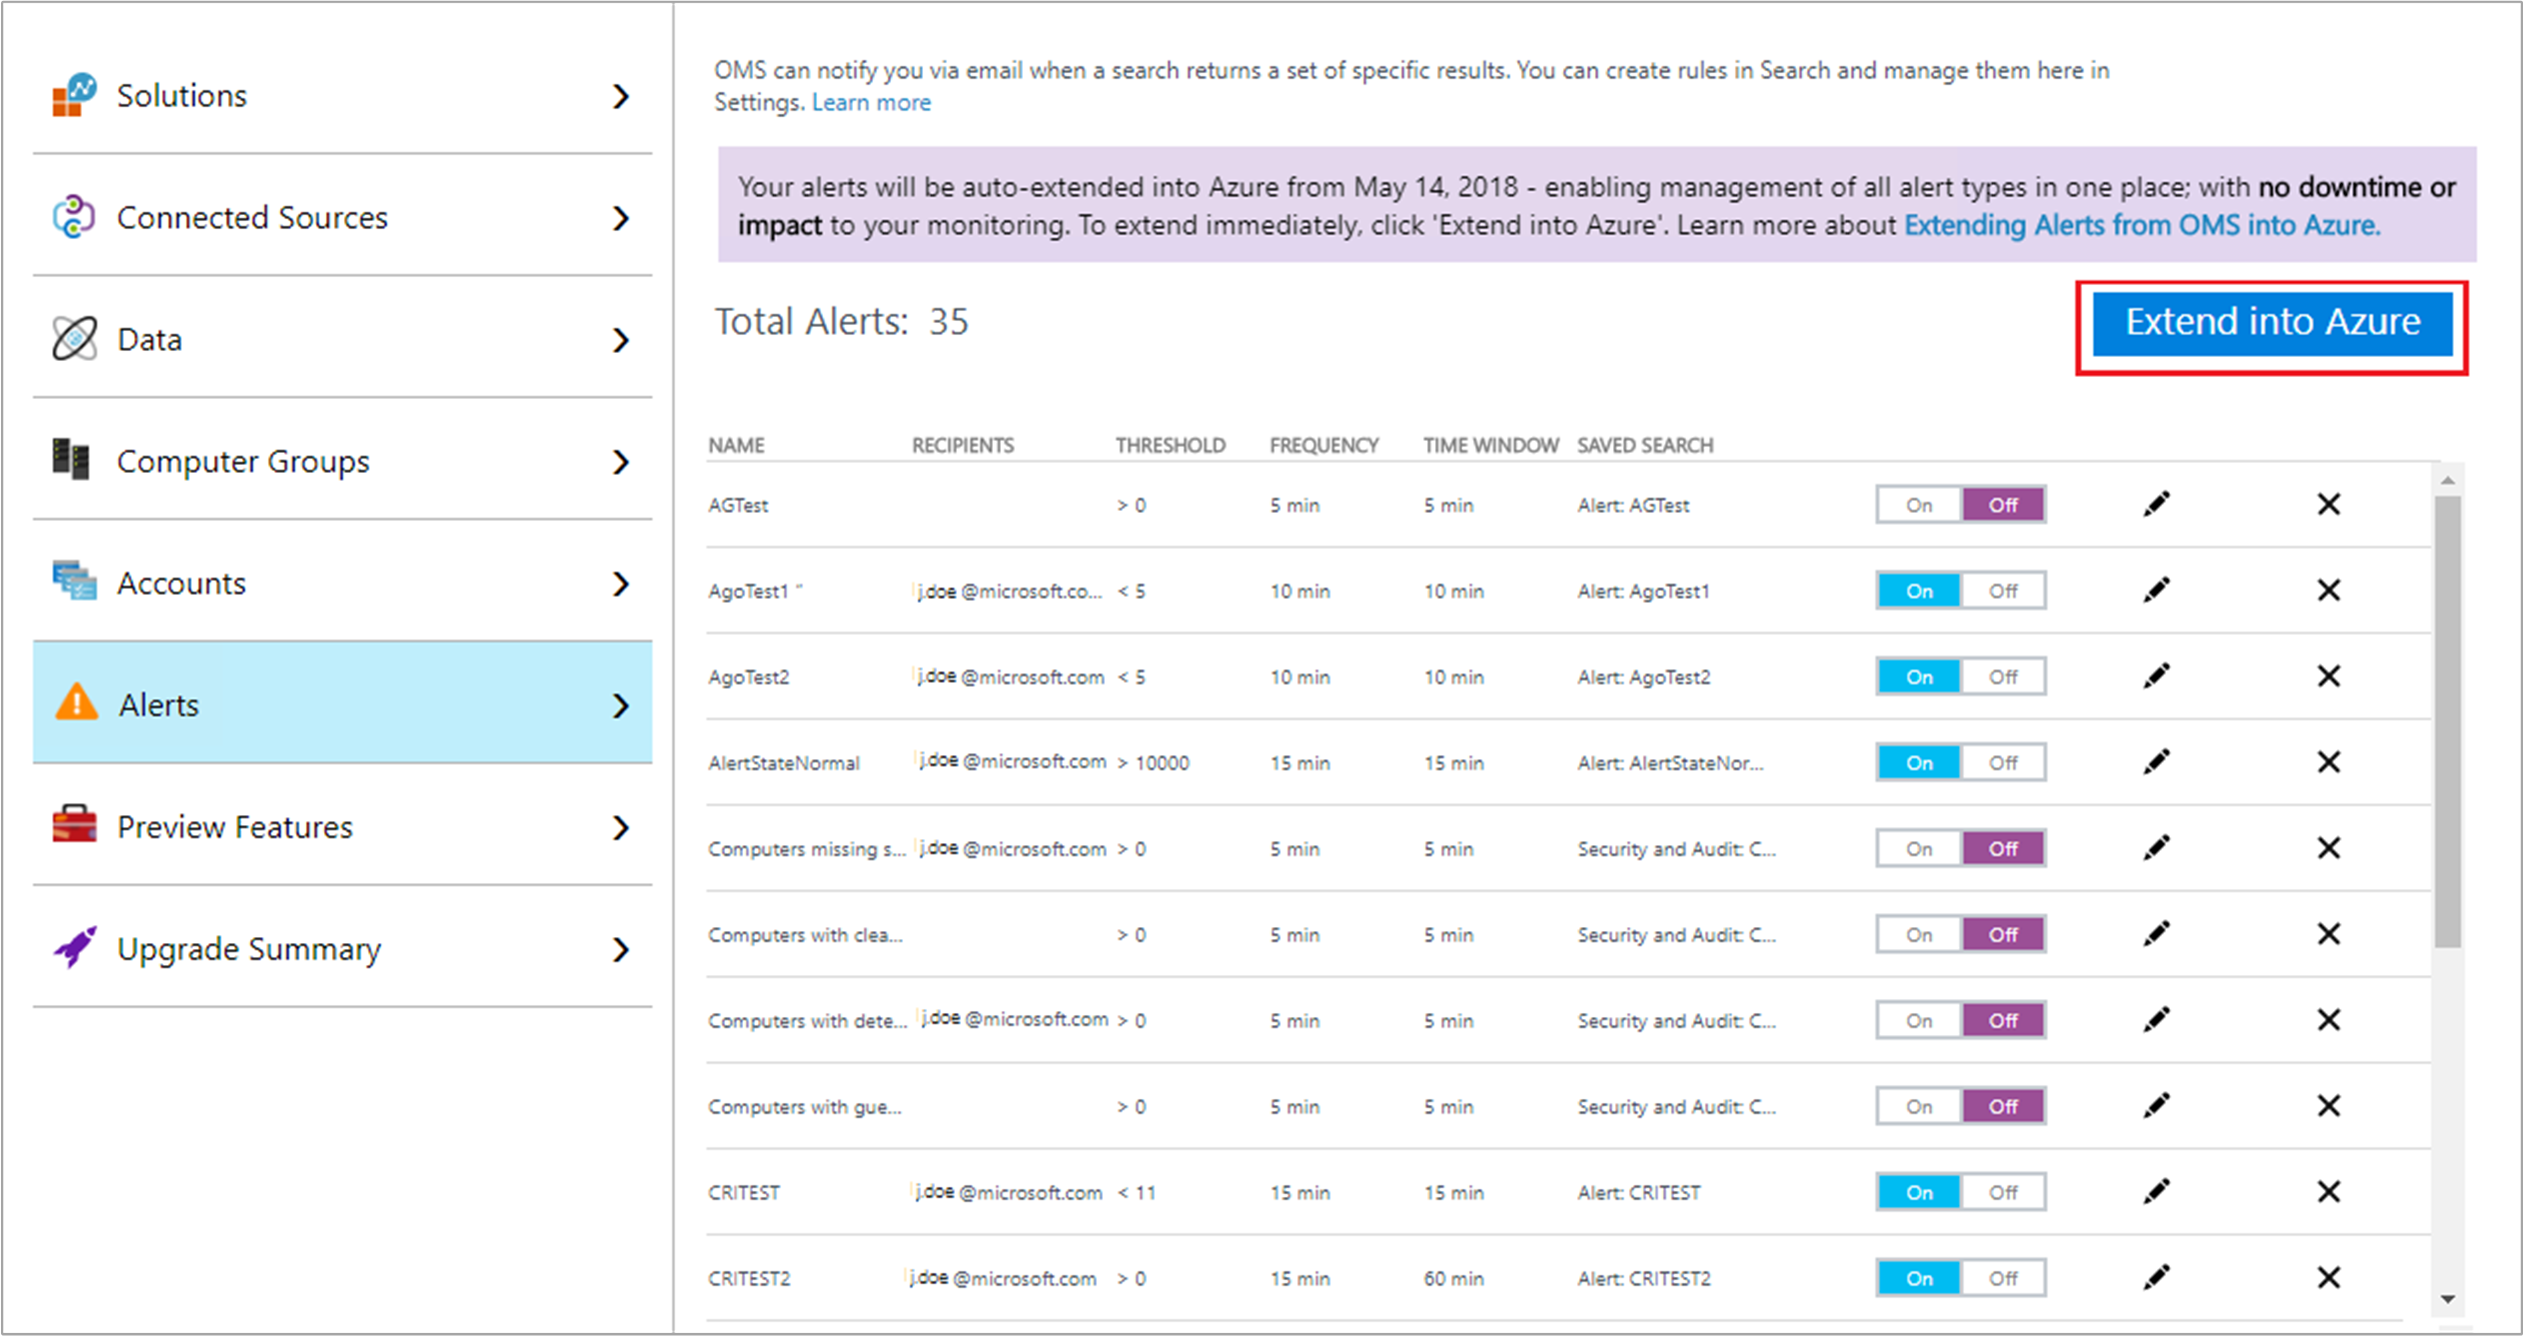 Solutions
Connected Sources
Data
Computer Groups
Accounts
Alerts
Preview Features
Upgrade Summary
OMS can notify you via email when a search returns a set of specific results. You can create rules in Search and manage them here in
Settings. Learn more
Your alerts will be auto-extended into Azure from May 14, 2018 - enabling management of all alert types in one place; with no downtime or
impact to your monitoring. To extend immediately, click 'Extend into Azure'. Learn more about Extending Alerts from OMS into Azure.
Total Alerts: 35
Extend into Azure
NAME RECIPIENTS THRESHOLD FREQUENCY TIME WINDOW SAVED SEARCH
AGTest > 0 5 min 5 min Alert: AGTest On Off
AgoTest1 " j.doe @microsoft.co... < 5 10 min 10 min Alert: AgoTest1 On Off
AgoTest2 j.doe @microsoft.com < 5 10 min 10 min Alert: AgoTest2 On Off
AlertStateNormal j.doe @microsoft.com > 10000 15 min 15 min Alert: AlertStateNor... On Off
Computers missing s... j.doe @microsoft.com > 0 5 min 5 min Security and Audit: C... On Off
Computers with clea... > 0 5 min 5 min Security and Audit: C... On Off
Computers with dete... j.doe @microsoft.com > 0 5 min 5 min Security and Audit: C... On Off
Computers with gue... > 0 5 min 5 min Security and Audit: C... On Off
CRITEST j.doe @microsoft.com < 11 15 min 15 min Alert: CRITEST On Off
CRITEST2 j.doe @microsoft.com > 0 15 min 60 min Alert: CRITEST2 On Off